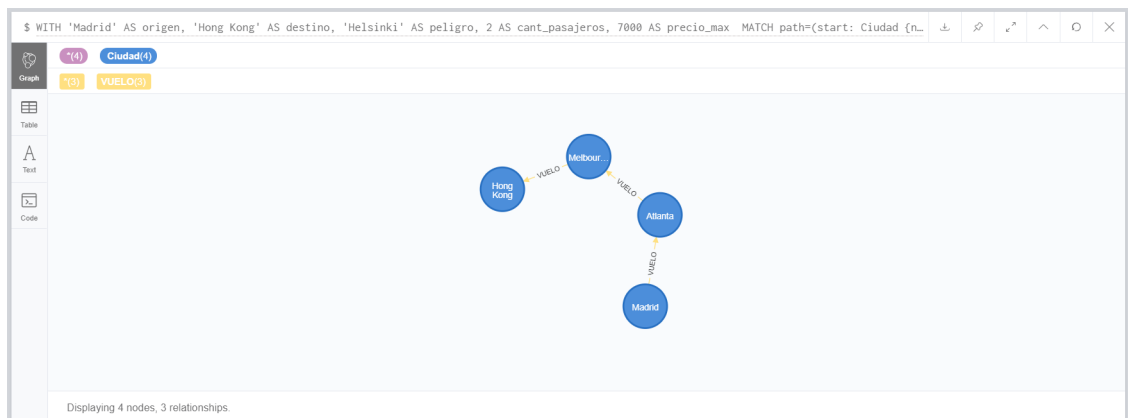 $ WITH 'Madrid' AS origen, 'Hong Kong' AS destino, 'Helsinki' AS peligro, 2 AS cant_pasajeros, 7000 AS precio_max  MATCH path=(start: Ciudad {n…
Graph
*(4) Ciudad(4)
*(3) VUELO(3)
Table
Text
Code
Melbour...
VUELO
Hong
Kong
VUELO
Atlanta
VUELO
Madrid
Displaying 4 nodes, 3 relationships.